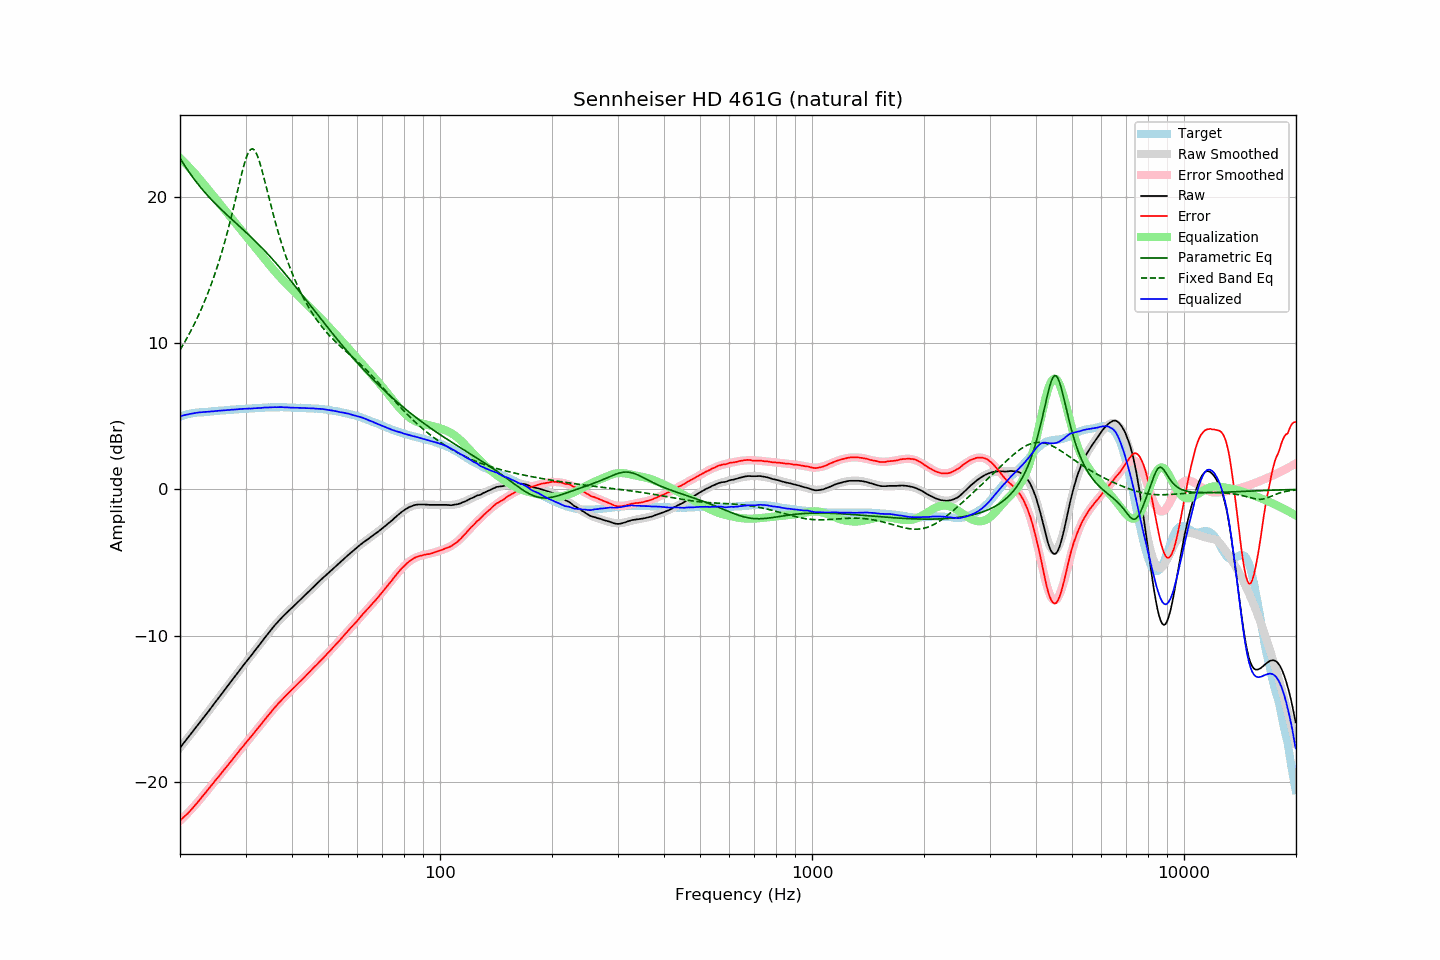 Sennheiser HD 461G (natural fit)
Target
Raw Smoothed
Error Smoothed
Raw
Error
Equalization
Parametric Eq
Fixed Band Eq
Equalized
20
10
0
−10
−20
Amplitude (dBr)
100
1000
10000
Frequency (Hz)